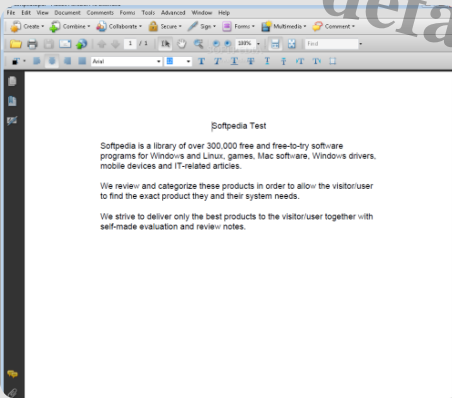 File Edit View Document Comments Forms Tools Advanced Window Help
Create Combine Collaborate Secure Sign Forms Multimedia Comment
1 / 1 100% Find
Arial
Softpedia Test
Softpedia is a library of over 300,000 free and free-to-try software
programs for Windows and Linux, games, Mac software, Windows drivers,
mobile devices and IT-related articles.
We review and categorize these products in order to allow the visitor/user
to find the exact product they and their system needs.
We strive to deliver only the best products to the visitor/user together with
self-made evaluation and review notes.